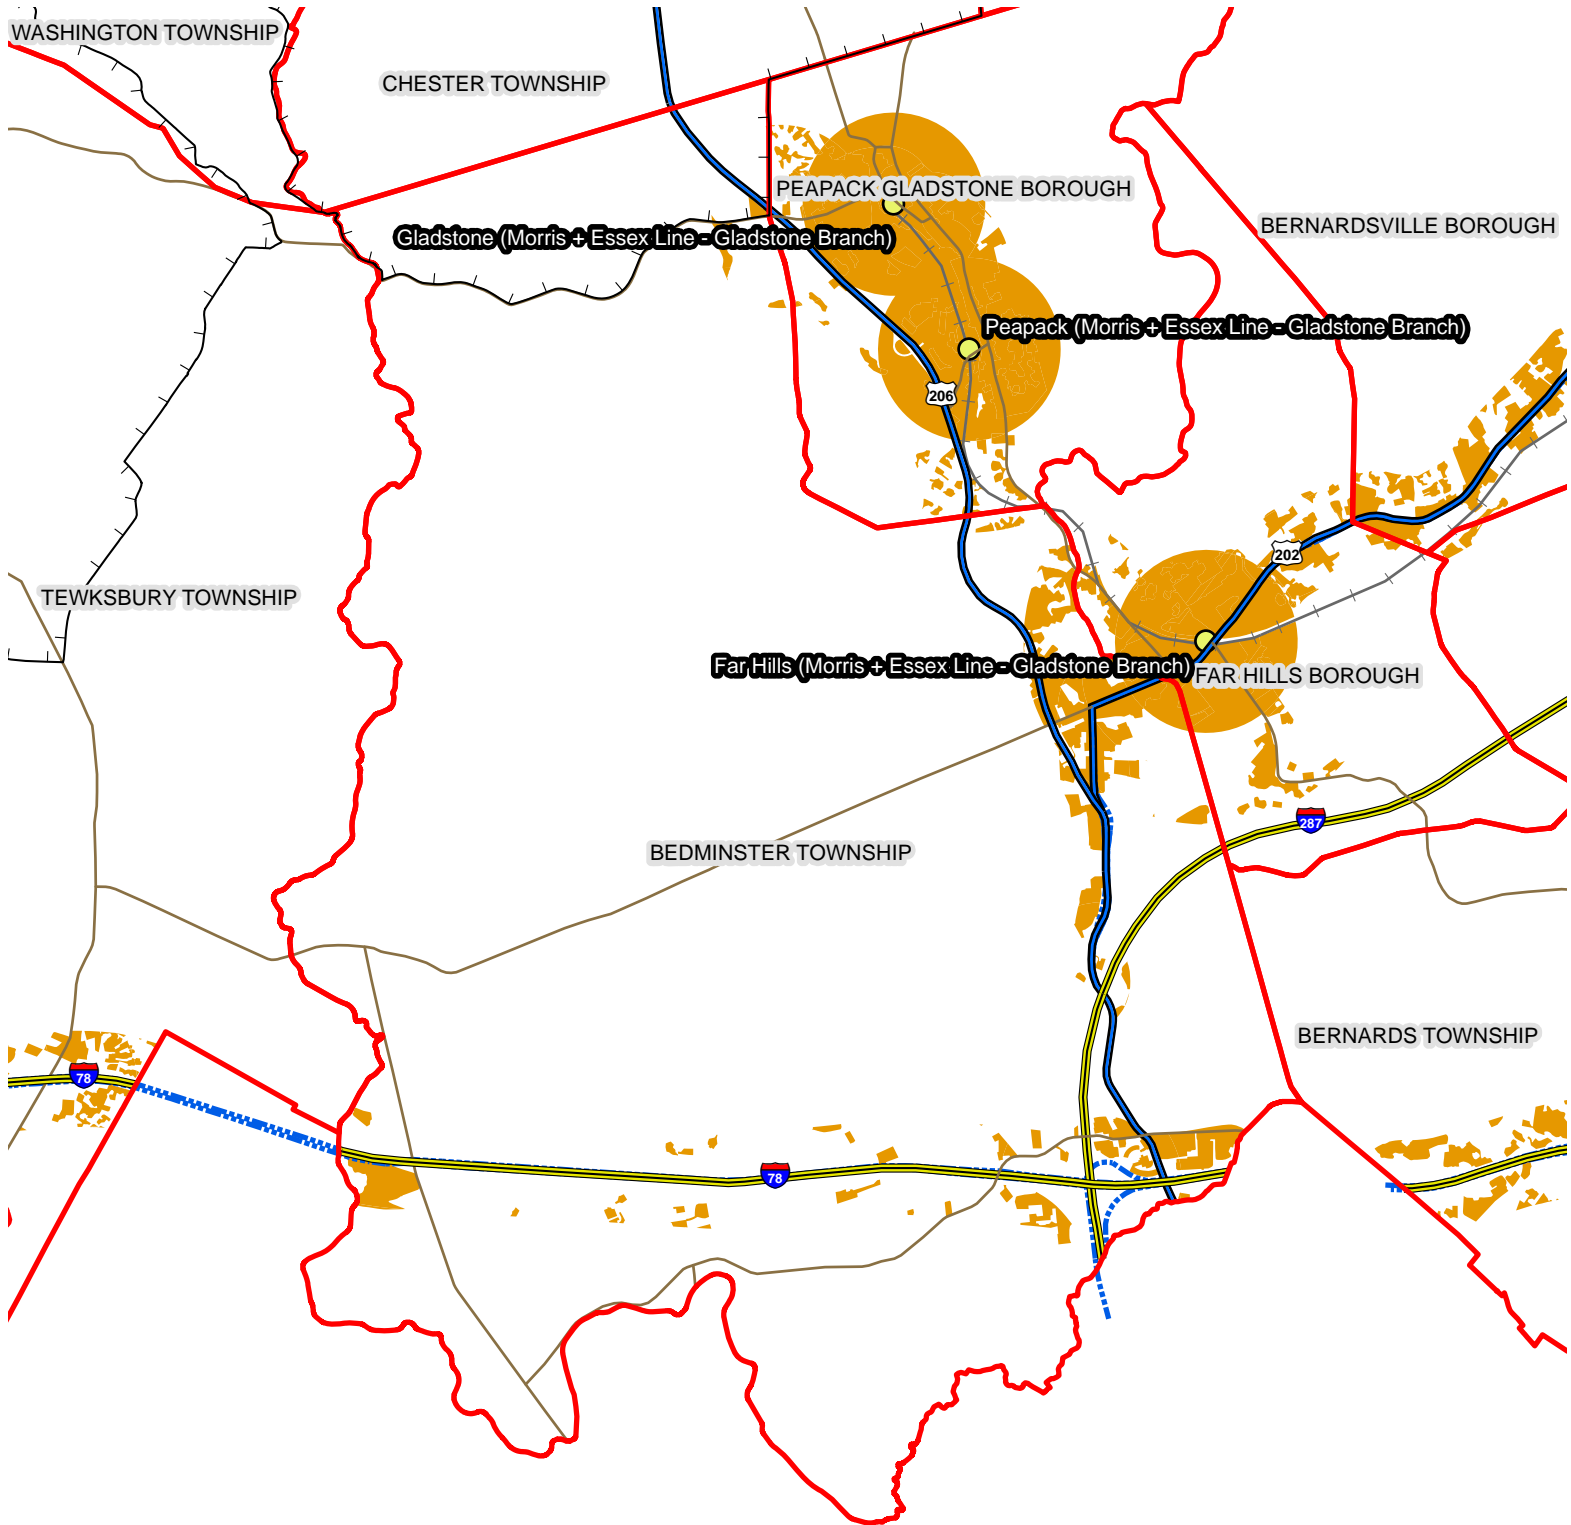 WASHINGTON TOWNSHIP
CHESTER TOWNSHIP
PEAPACK GLADSTONE BOROUGH
BERNARDSVILLE BOROUGH
Gladstone (Morris + Essex Line - Gladstone Branch)
Peapack (Morris + Essex Line - Gladstone Branch)
206
202
TEWKSBURY TOWNSHIP
Far Hills (Morris + Essex Line - Gladstone Branch)
FAR HILLS BOROUGH
287
BEDMINSTER TOWNSHIP
BERNARDS TOWNSHIP
78
78